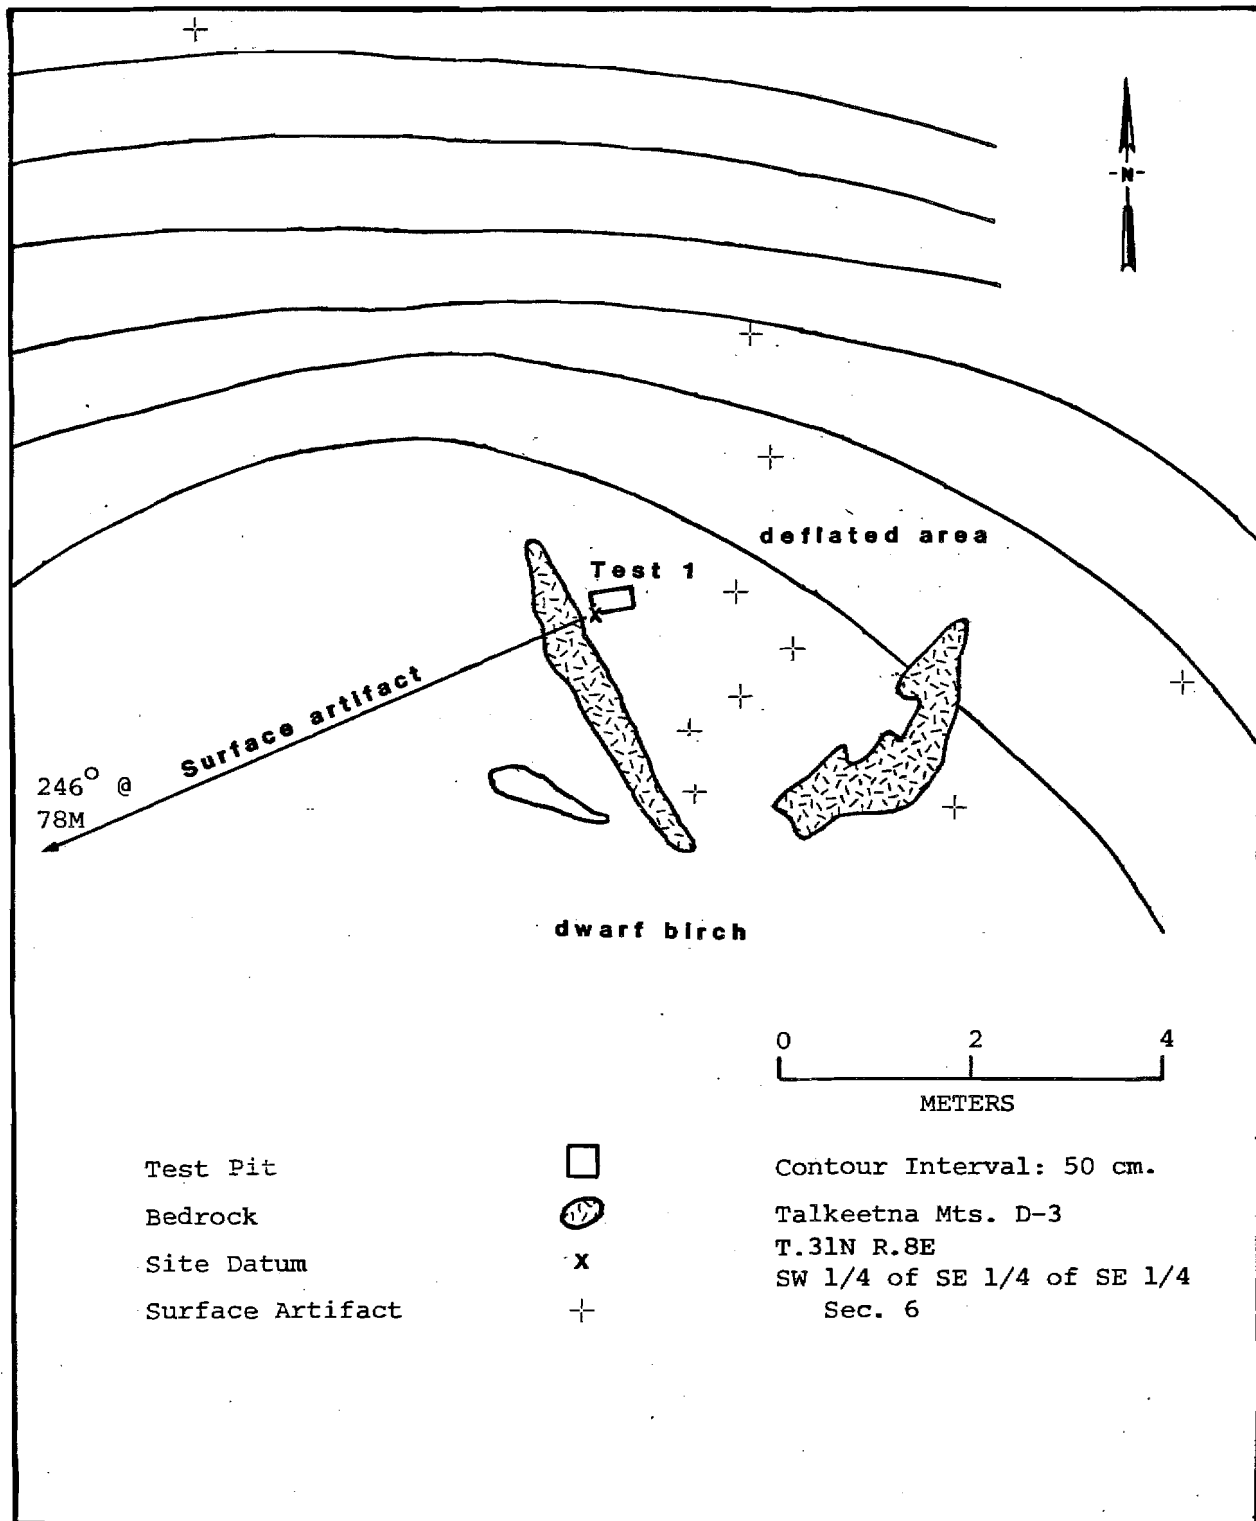 -N-
deflated area
Test 1
x
Surface artifact
246° @
78M
dwarf birch
0 2 4
METERS
Test Pit
Bedrock
Site Datum x
Surface Artifact
Contour Interval: 50 cm.
Talkeetna Mts. D-3
T.31N R.8E
SW 1/4 of SE 1/4 of SE 1/4
Sec. 6